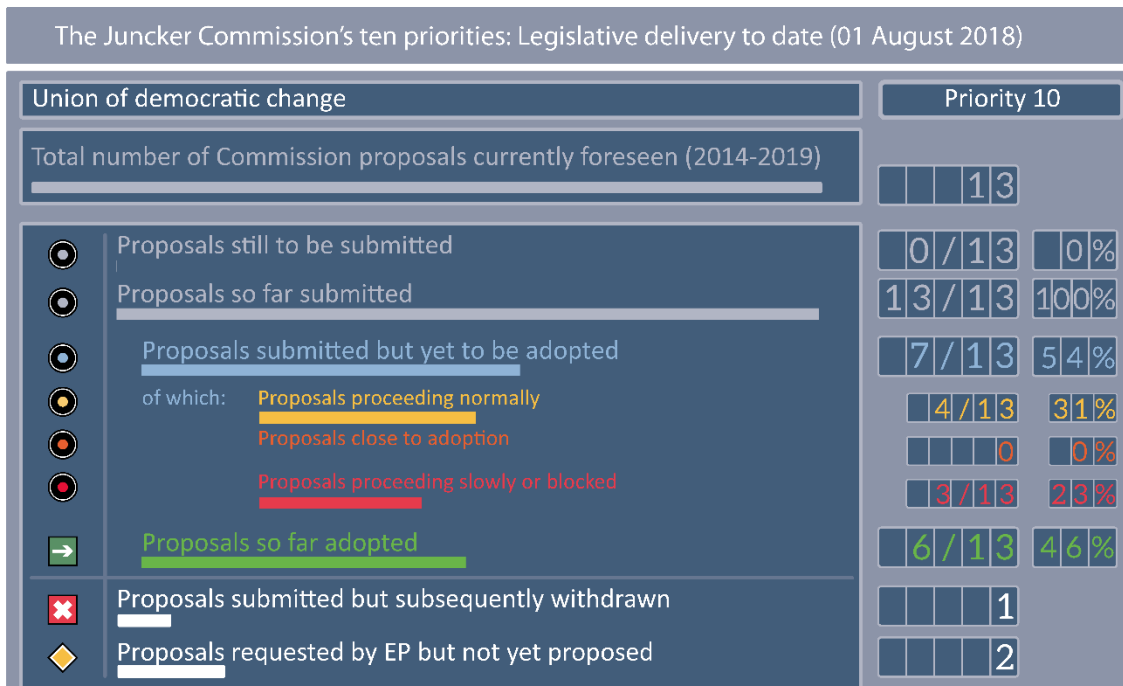 The Juncker Commission's ten priorities: Legislative delivery to date (01 August 2018)
Union of democratic change Priority 10
Total number of Commission proposals currently foreseen (2014-2019) 13
Proposals still to be submitted 0/13 0%
Proposals so far submitted 13/13 100%
Proposals submitted but yet to be adopted 7/13 54%
of which: Proposals proceeding normally 4/13 31%
Proposals close to adoption 0 0%
Proposals proceeding slowly or blocked 3/13 23%
Proposals so far adopted 6/13 46%
Proposals submitted but subsequently withdrawn 1
Proposals requested by EP but not yet proposed 2